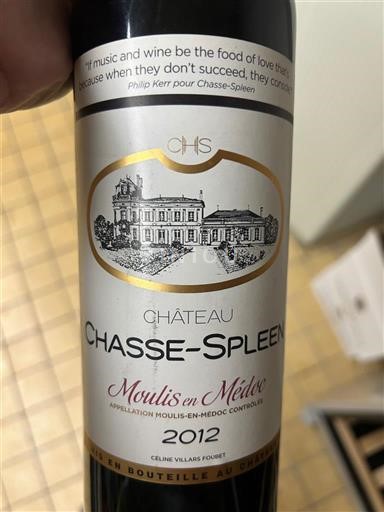 "If music and wine be the food of love that's
because when they don't succeed, they console
Philip Kerr pour Chasse-Spleen
CHS
CHÂTEAU
CHASSE-SPLEEN
Moulis en Médoc
APPELLATION MOULIS-EN-MÉDOC CONTRÔLÉE
2012
CÉLINE VILLARS FOUBET
MIS EN BOUTEILLE AU CHÂTEAU